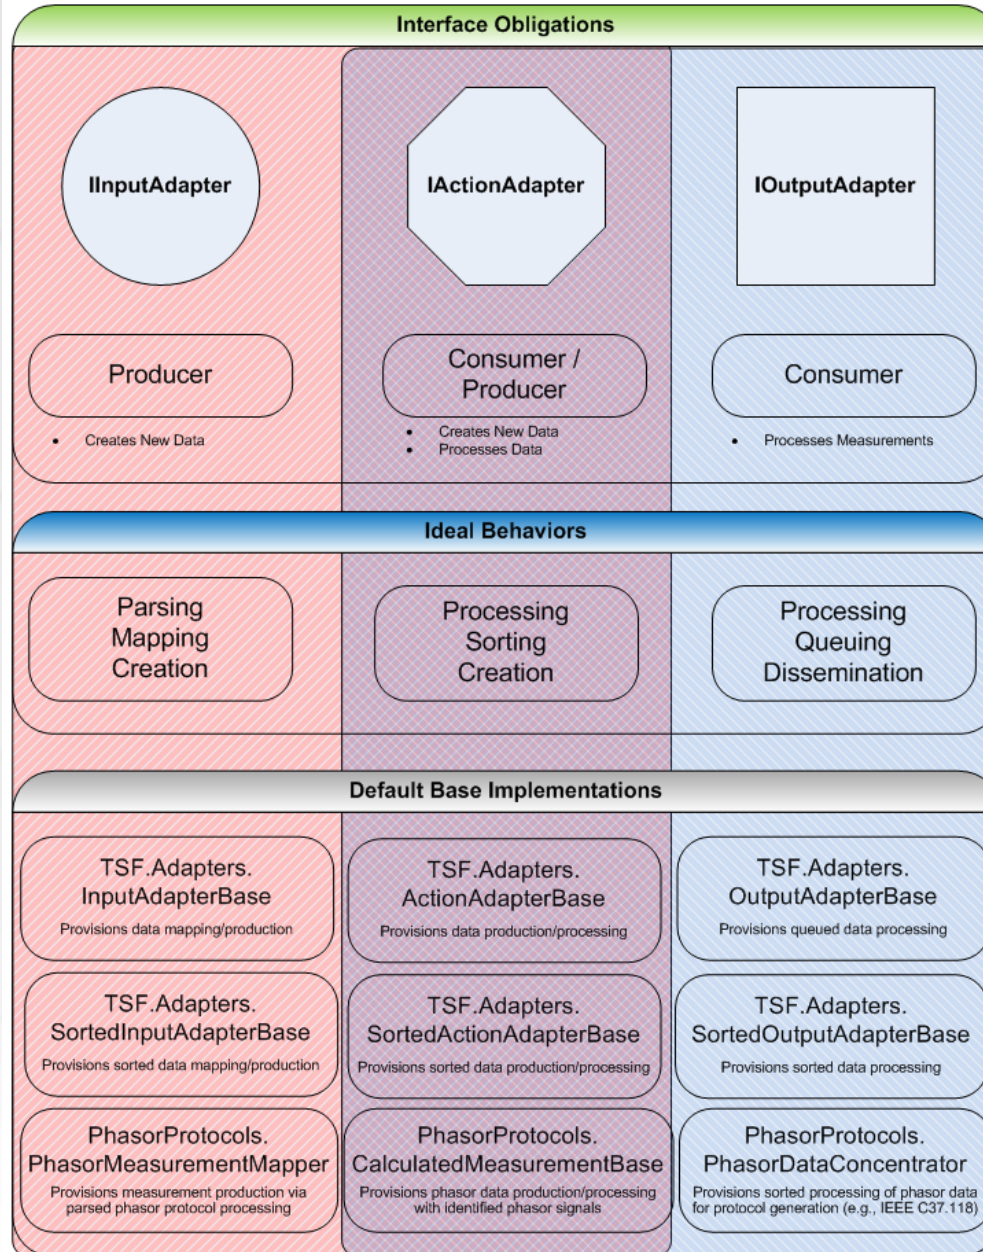 Interface Obligations
IInputAdapter
IActionAdapter
IOutputAdapter
Producer
Consumer /
Producer
Consumer
• Creates New Data
• Creates New Data
• Processes Data
• Processes Measurements
Ideal Behaviors
Parsing
Mapping
Creation
Processing
Sorting
Creation
Processing
Queuing
Dissemination
Default Base Implementations
TSF.Adapters.
InputAdapterBase
Provisions data mapping/production
TSF.Adapters.
ActionAdapterBase
Provisions data production/processing
TSF.Adapters.
OutputAdapterBase
Provisions queued data processing
TSF.Adapters.
SortedInputAdapterBase
Provisions sorted data mapping/production
TSF.Adapters.
SortedActionAdapterBase
Provisions sorted data production/processing
TSF.Adapters.
SortedOutputAdapterBase
Provisions sorted data processing
PhasorProtocols.
PhasorMeasurementMapper
Provisions measurement production via
parsed phasor protocol processing
PhasorProtocols.
CalculatedMeasurementBase
Provisions phasor data production/processing
with identified phasor signals
PhasorProtocols.
PhasorDataConcentrator
Provisions sorted processing of phasor data
for protocol generation (e.g., IEEE C37.118)